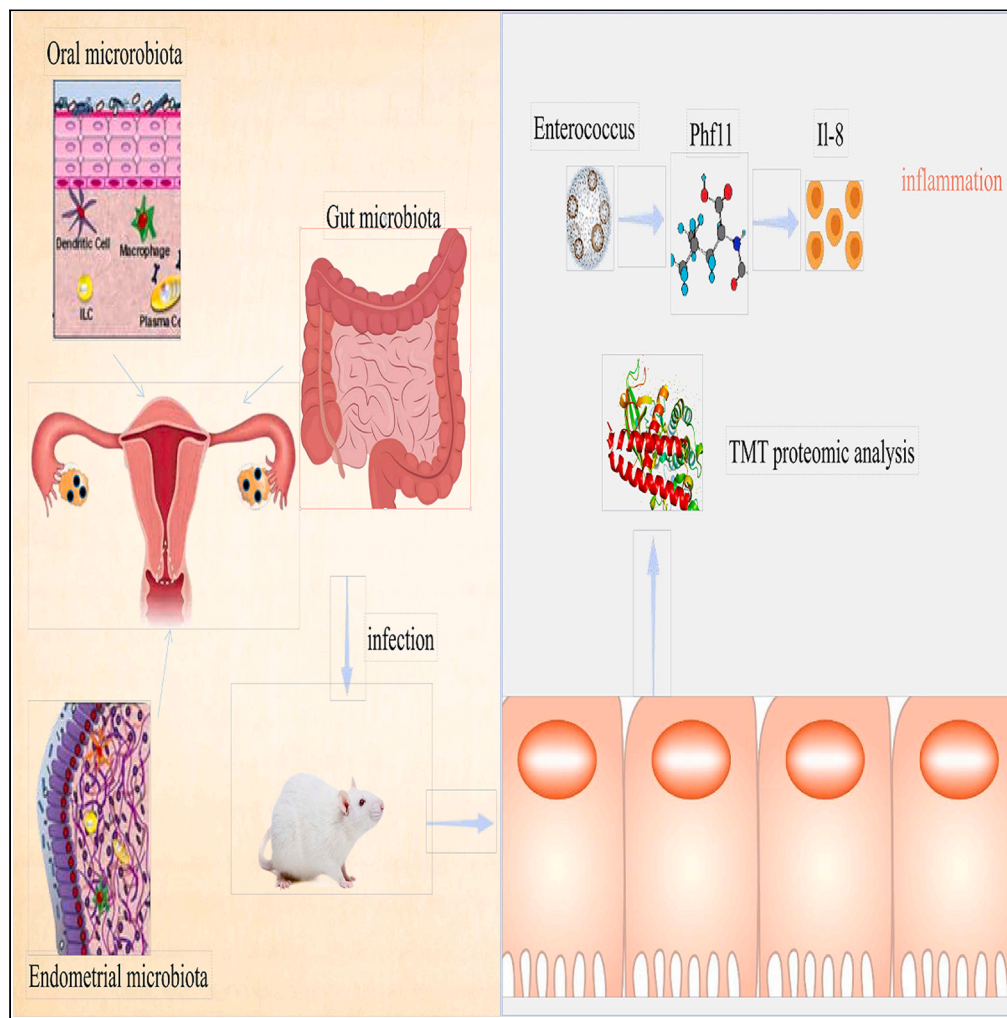 Oral microrobiota
Dendritic Cell
Macrophage
ILC
Plasma Ce
Gut microbiota
infection
Endometrial microbiota
Enterococcus
Phf11
Il-8
inflammation
TMT proteomic analysis